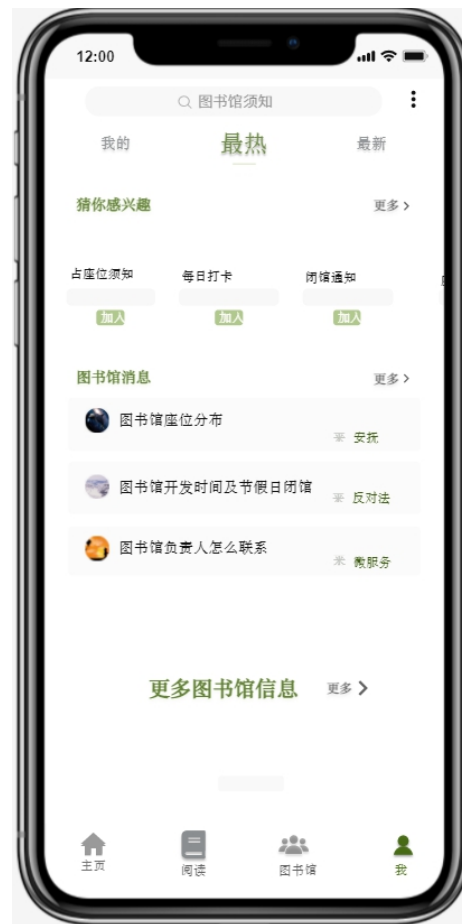 12:00
图书馆须知
我的 最热 最新
猜你感兴趣 更多
占座位须知 每日打卡 闭馆通知
加入 加入 加入
图书馆消息 更多
图书馆座位分布
安抚
图书馆开发时间及节假日闭馆
反对法
图书馆负责人怎么联系
微服务
更多图书馆信息 更多
主页 阅读 图书馆 我